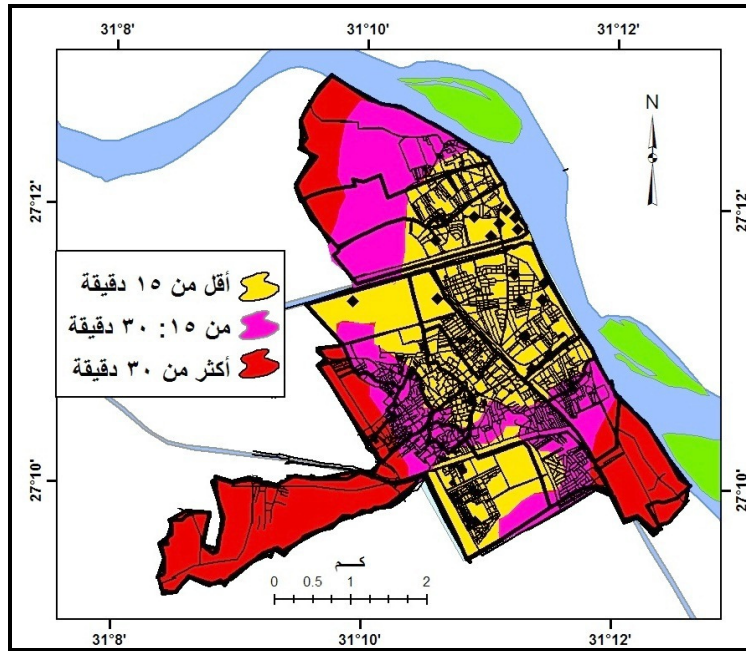 31°8' 31°10' 31°12'
N
27°12' 27°12'
أقل من ١٥ دقيقة
من ١٥: ٣٠ دقيقة
أكثر من ٣٠ دقيقة
27°10' 27°10'
كم
0 0.5 1 2
31°8' 31°10' 31°12'